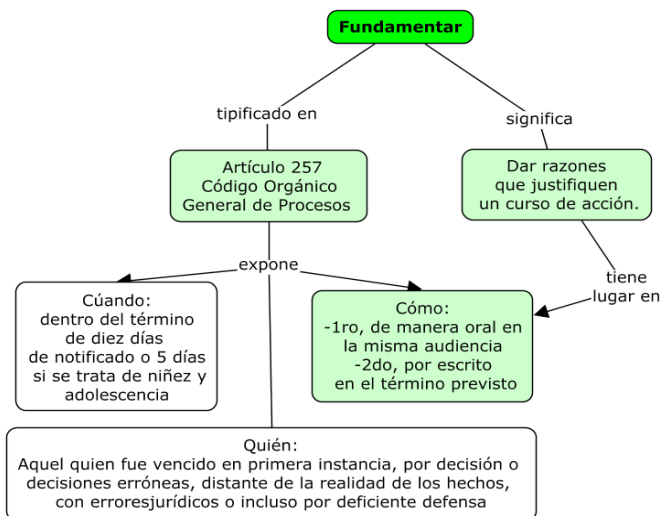 Fundamentar
tipificado en
significa
Artículo 257
Código Orgánico
General de Procesos
Dar razones
que justifiquen
un curso de acción.
expone
tiene
lugar en
Cúando:
dentro del término
de diez días
de notificado o 5 días
si se trata de niñez y
adolescencia
Cómo:
-1ro, de manera oral en
la misma audiencia
-2do, por escrito
en el término previsto
Quién:
Aquel quien fue vencido en primera instancia, por decisión o
decisiones erróneas, distante de la realidad de los hechos,
con erroresjurídicos o incluso por deficiente defensa